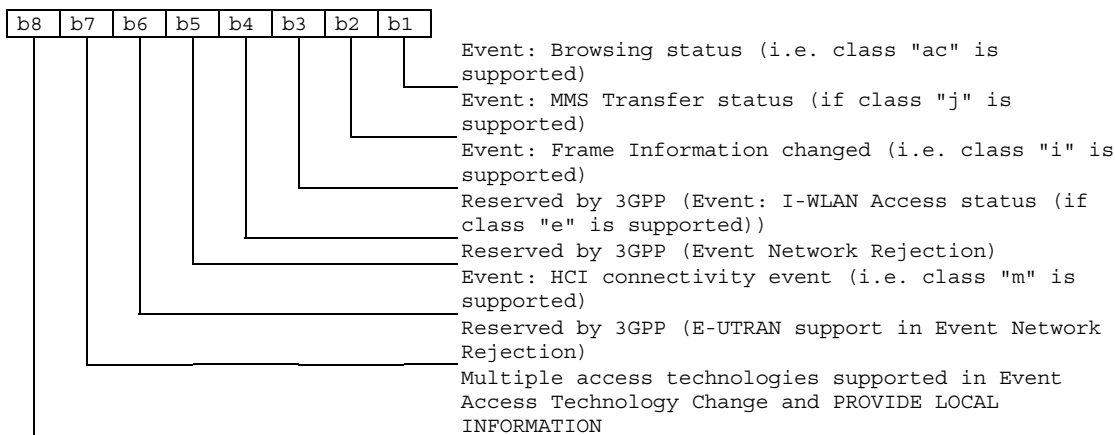 b8 b7 b6 b5 b4 b3 b2 b1
Event: Browsing status (i.e. class "ac" is
supported)
Event: MMS Transfer status (if class "j" is
supported)
Event: Frame Information changed (i.e. class "i" is
supported)
Reserved by 3GPP (Event: I-WLAN Access status (if
class "e" is supported))
Reserved by 3GPP (Event Network Rejection)
Event: HCI connectivity event (i.e. class "m" is
supported)
Reserved by 3GPP (E-UTRAN support in Event Network
Rejection)
Multiple access technologies supported in Event
Access Technology Change and PROVIDE LOCAL
INFORMATION